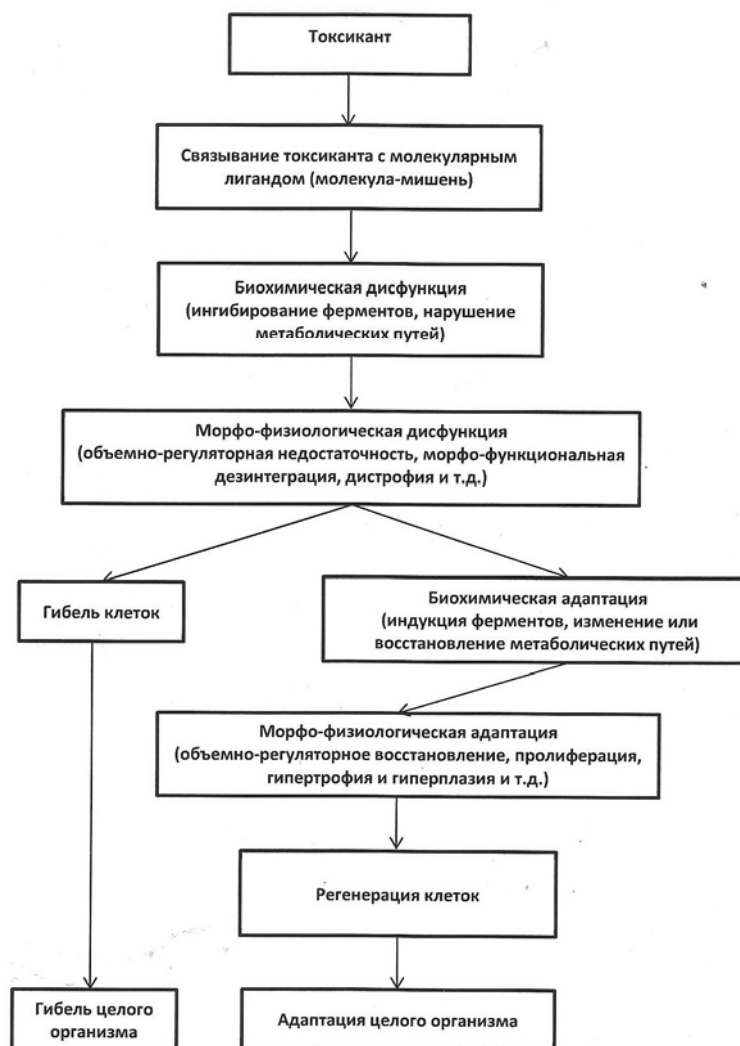 Токсикант
Связывание токсиканта с молекулярным
лигандом (молекула-мишень)
Биохимическая дисфункция
(ингибирование ферментов, нарушение
метаболических путей)
Морфо-физиологическая дисфункция
(объемно-регуляторная недостаточность, морфо-функциональная
дезинтеграция, дистрофия и т.д.)
Гибель клеток
Биохимическая адаптация
(индукция ферментов, изменение или
восстановление метаболических путей)
Морфо-физиологическая адаптация
(объемно-регуляторное восстановление, пролиферация,
гипертрофия и гиперплазия и т.д.)
Регенерация клеток
Гибель целого
организма
Адаптация целого организма